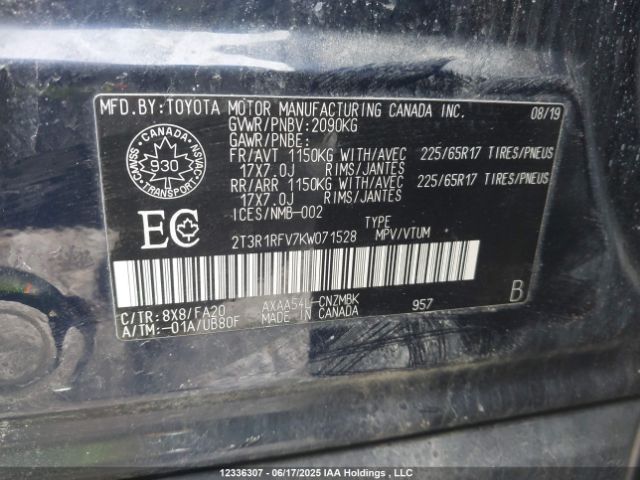 MFD.BY:TOYOTA MOTOR MANUFACTURING CANADA INC. 08/19
GVWR/PNBV:2090KG
GAWR/PNBE:
FR/AVT 1150KG WITH/AVEC 225/65R17 TIRES/PNEUS
17X7.0J RIMS/JANTES
RR/ARR 1150KG WITH/AVEC 225/65R17 TIRES/PNEUS
17X7.0J RIMS/JANTES
ICES/NMB-002
CANADA
930
TRANSPORT
CMVSS
NSVAC
EC
TYPE
2T3R1RFV7KW071528 MPV/VTUM
C/TR:8X8/FA20 AXAA54L-CNZMBK 957 B
A/TM:-01A/UB80F MADE IN CANADA
12336307 - 06/17/2025 IAA Holdings, LLC